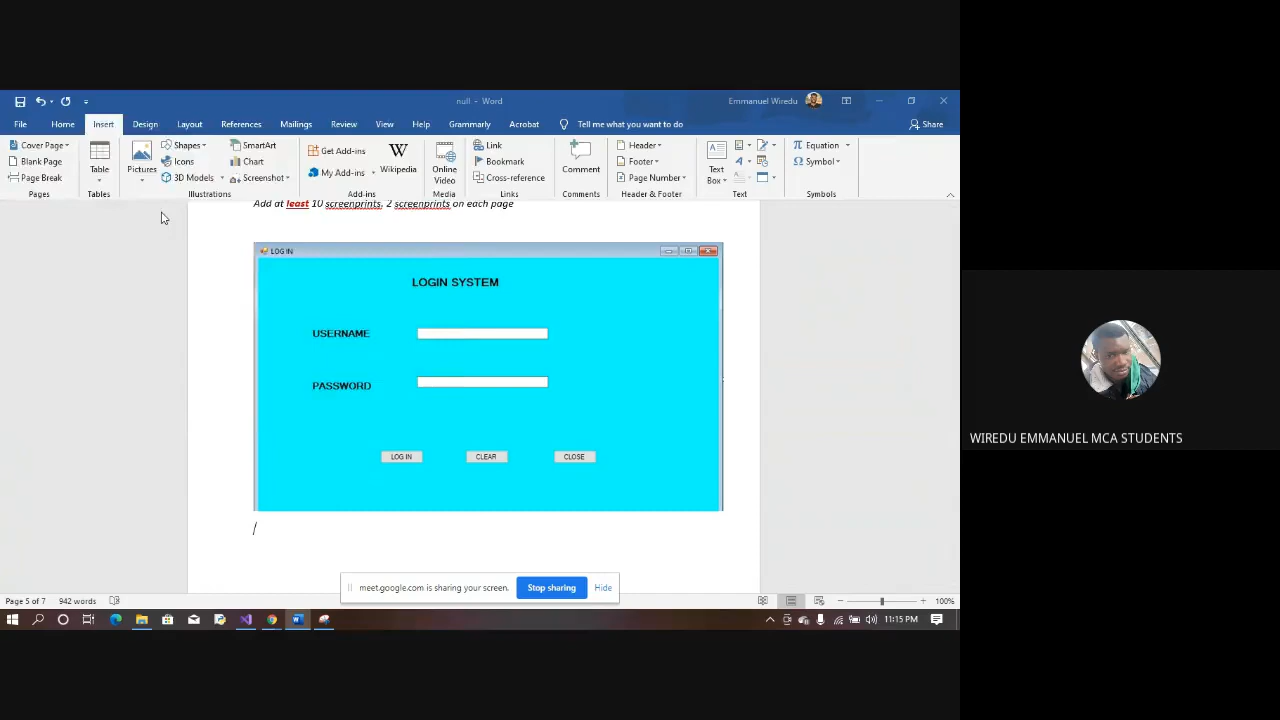 null - Word
Emmanuel Wiredu
File Home Insert Design Layout References Mailings Review View Help Grammarly Acrobat Tell me what you want to do Share
Cover Page
Blank Page
Page Break
Pages
Table
Tables
Pictures
Shapes
Icons
3D Models
SmartArt
Chart
Screenshot
Illustrations
Get Add-ins
My Add-ins
Wikipedia
Add-ins
Online
Video
Media
Link
Bookmark
Cross-reference
Links
Comment
Comments
Header
Footer
Page Number
Header & Footer
Text
Box
Text
Equation
Symbol
Symbols
Add at least 10 screenprints, 2 screenprints on each page
LOG IN
LOGIN SYSTEM
USERNAME
PASSWORD
LOG IN CLEAR CLOSE
meet.google.com is sharing your screen. Stop sharing Hide
Page 5 of 7 942 words 100%
11:15 PM
WIREDU EMMANUEL MCA STUDENTS